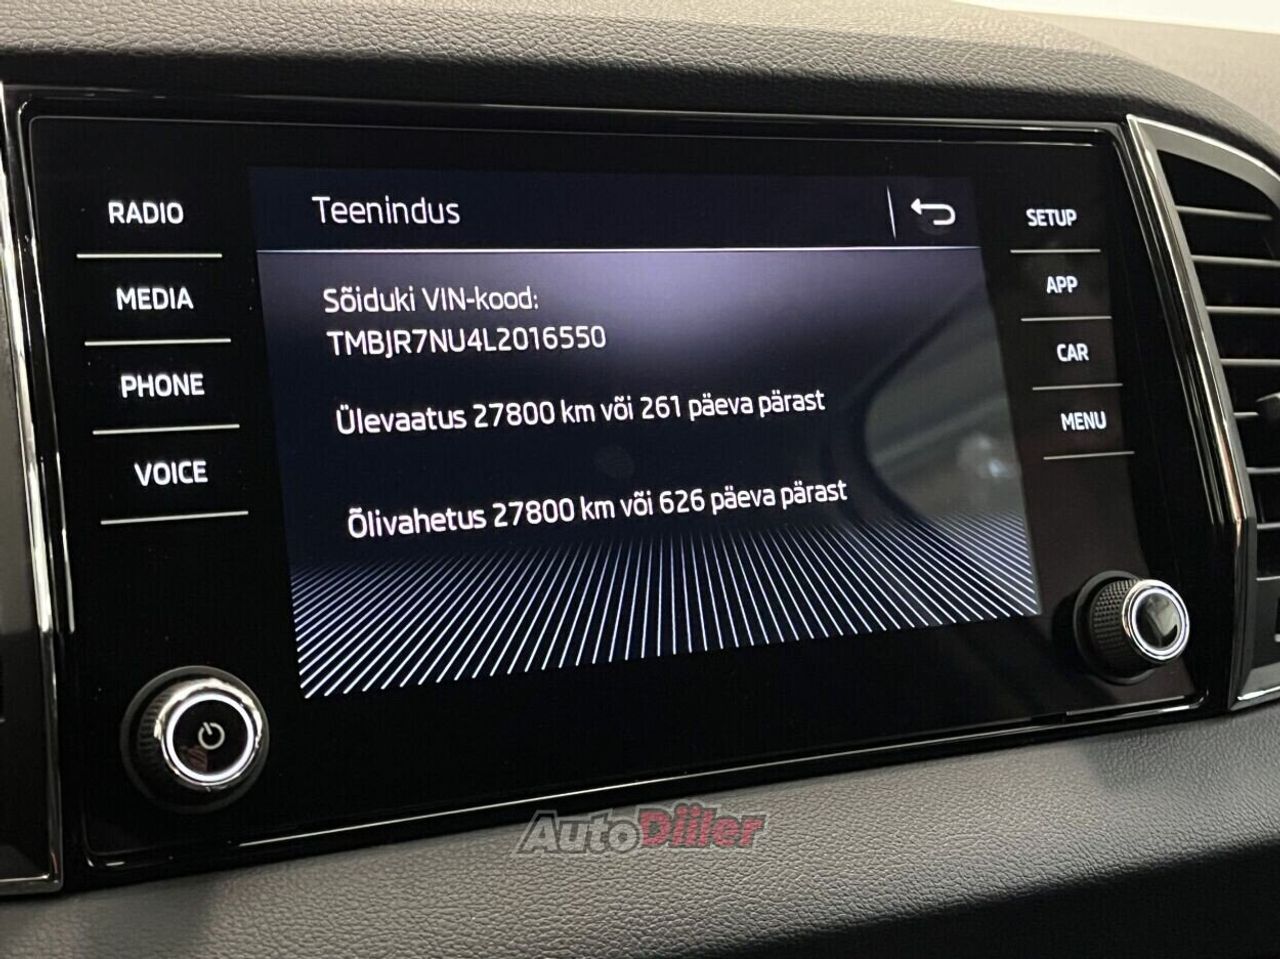 Teenindus
RADIO
MEDIA
PHONE
VOICE
Sõiduki VIN-kood:
TMBJR7NU4L2016550
Ülevaatus 27800 km või 261 päeva pärast
Õlivahetus 27800 km või 626 päeva pärast
SETUP
APP
CAR
MENU
AutoDiiler